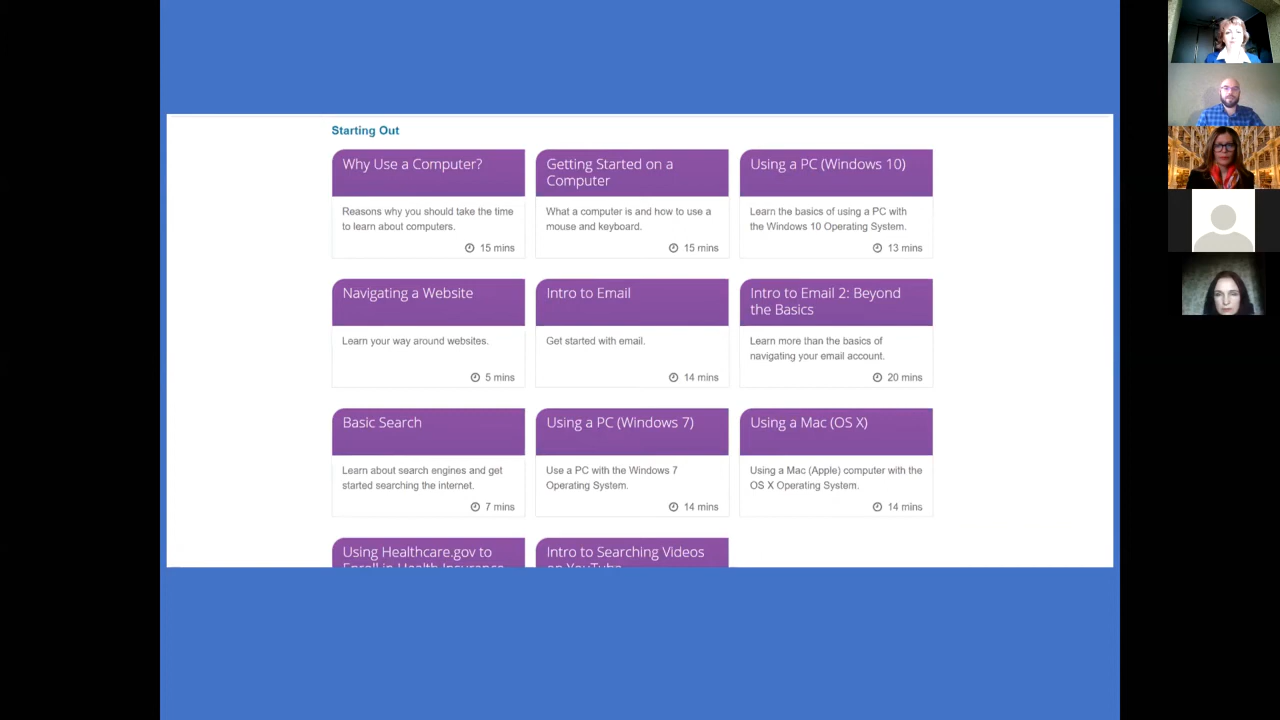 Starting Out
Why Use a Computer?
Reasons why you should take the time
to learn about computers.
15 mins
Getting Started on a
Computer
What a computer is and how to use a
mouse and keyboard.
15 mins
Using a PC (Windows 10)
Learn the basics of using a PC with
the Windows 10 Operating System.
13 mins
Navigating a Website
Learn your way around websites.
5 mins
Intro to Email
Get started with email.
14 mins
Intro to Email 2: Beyond
the Basics
Learn more than the basics of
navigating your email account.
20 mins
Basic Search
Learn about search engines and get
started searching the internet.
7 mins
Using a PC (Windows 7)
Use a PC with the Windows 7
Operating System.
14 mins
Using a Mac (OS X)
Using a Mac (Apple) computer with the
OS X Operating System.
14 mins
Using Healthcare.gov to
Enroll in Health Insurance
Intro to Searching Videos
on YouTube